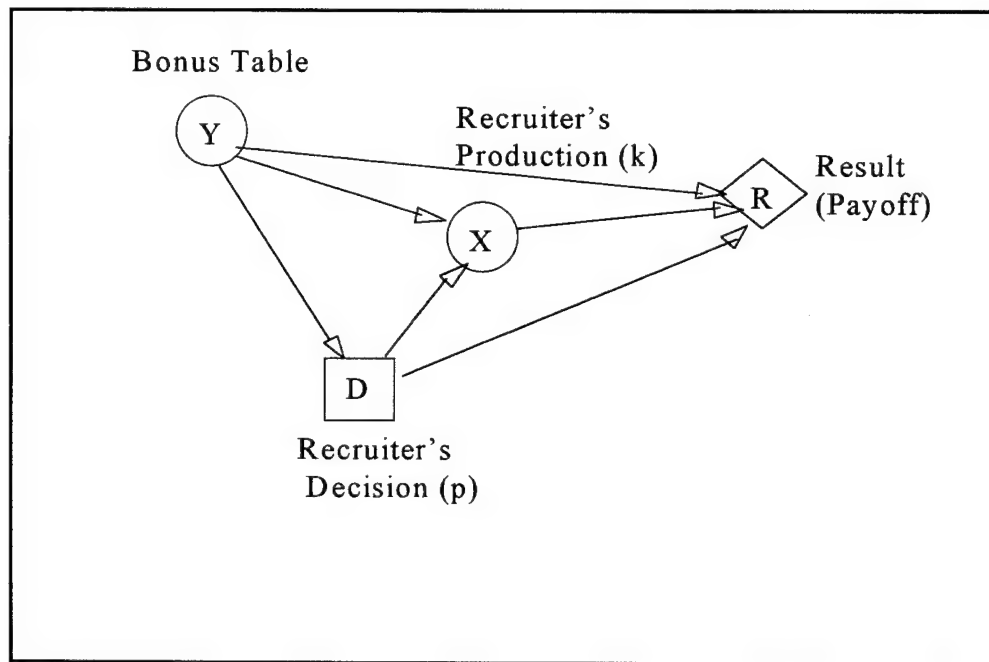 Bonus Table
Y
Recruiter's
Production (k)
X
R
Result
(Payoff)
D
Recruiter's
Decision (p)